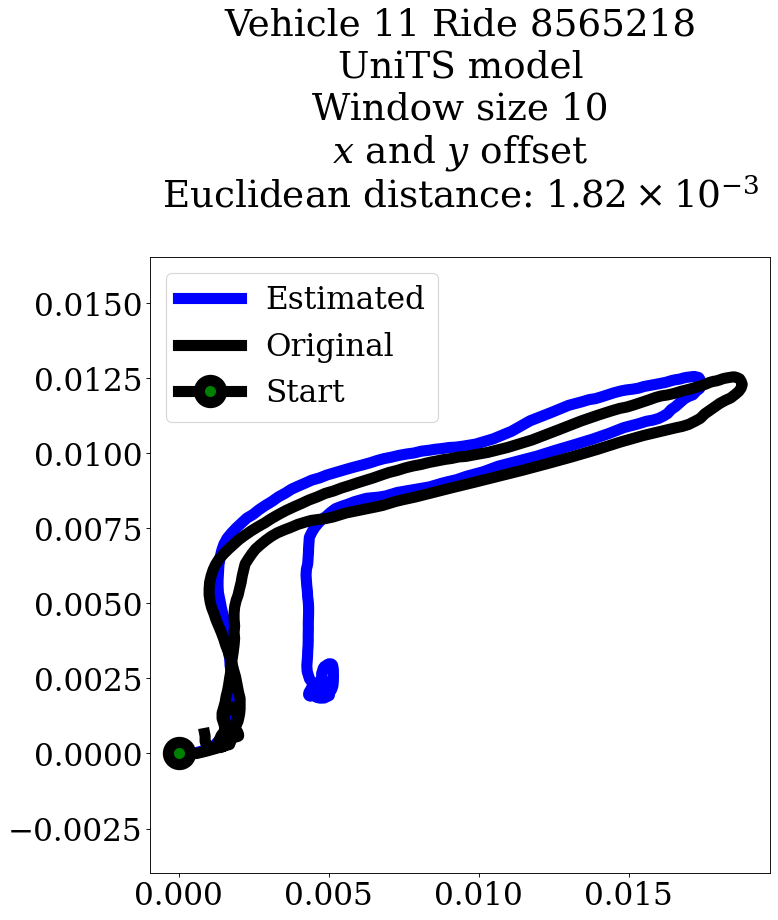 Vehicle 11 Ride 8565218
UniTS model
Window size 10
x and y offset
Euclidean distance: 1.82 × 10⁻³
Estimated
Original
Start
0.0150
0.0125
0.0100
0.0075
0.0050
0.0025
0.0000
−0.0025
0.000 0.005 0.010 0.015